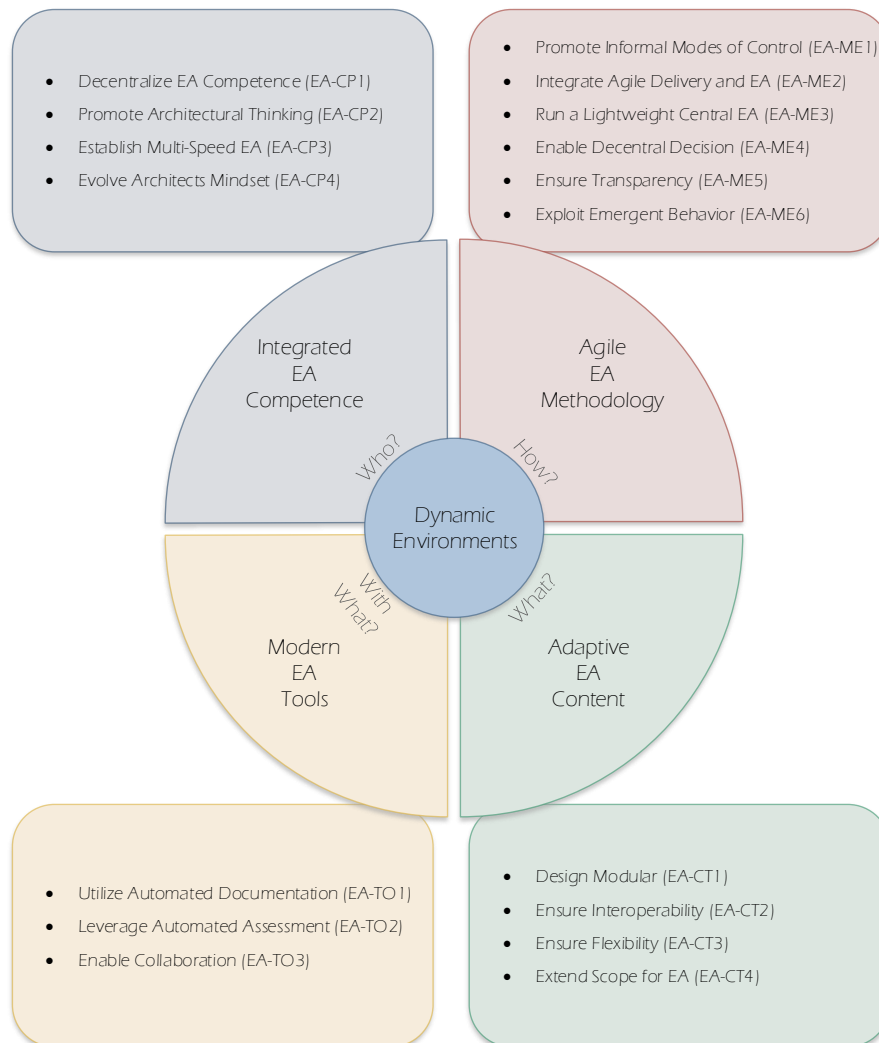 Decentralize EA Competence (EA-CP1)
Promote Architectural Thinking (EA-CP2)
Establish Multi-Speed EA (EA-CP3)
Evolve Architects Mindset (EA-CP4)
Promote Informal Modes of Control (EA-ME1)
Integrate Agile Delivery and EA (EA-ME2)
Run a Lightweight Central EA (EA-ME3)
Enable Decentral Decision (EA-ME4)
Ensure Transparency (EA-ME5)
Exploit Emergent Behavior (EA-ME6)
Integrated
EA
Competence
Who?
Agile
EA
Methodology
How?
Dynamic
Environments
With
What?
Modern
EA
Tools
What?
Adaptive
EA
Content
Utilize Automated Documentation (EA-TO1)
Leverage Automated Assessment (EA-TO2)
Enable Collaboration (EA-TO3)
Design Modular (EA-CT1)
Ensure Interoperability (EA-CT2)
Ensure Flexibility (EA-CT3)
Extend Scope for EA (EA-CT4)